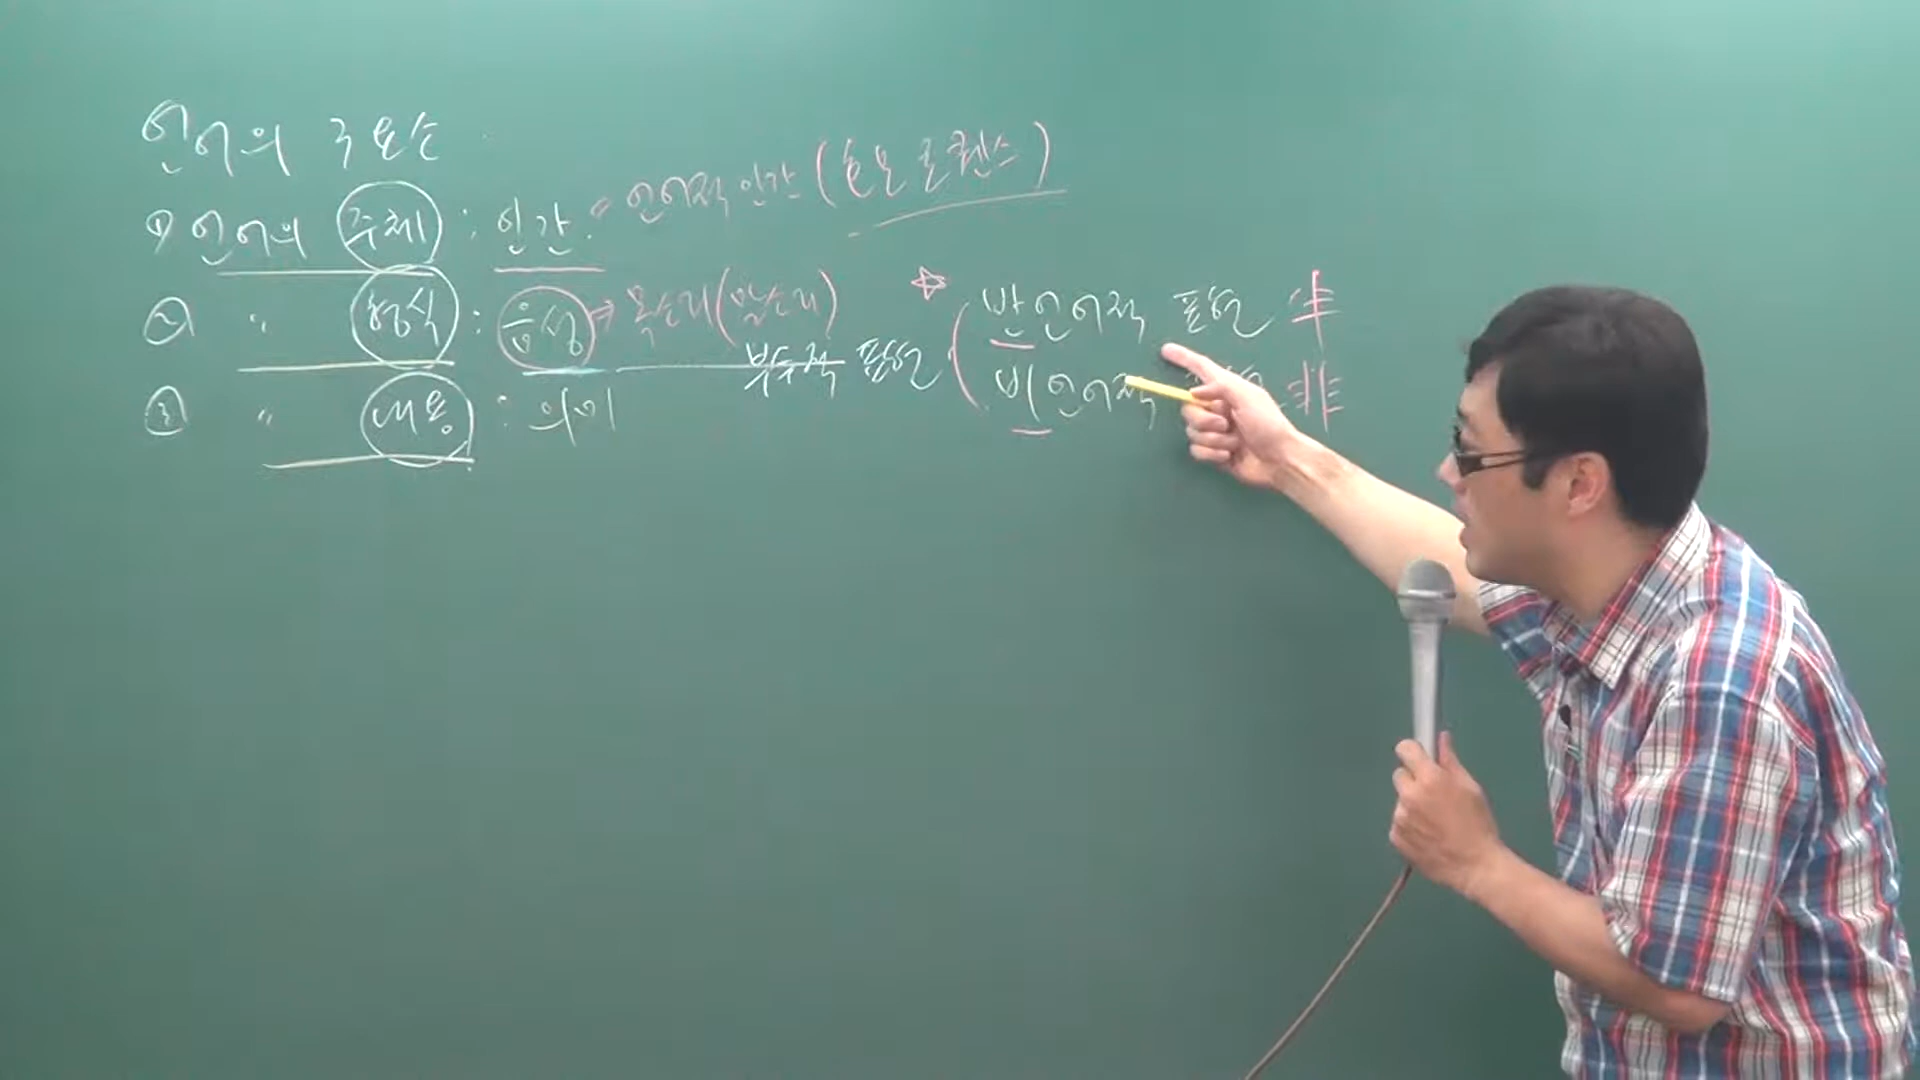 언어의 구요소
① 언어의 주체 : 인간 = 언어적 인간 (호모 로퀜스)
② 〃 형식 : 음성 ⇒ 목소리 (말소리)
☆ 반언어적 표현 半
부수적 표현
비언어적 표현 非
③ 〃 내용 : 의미